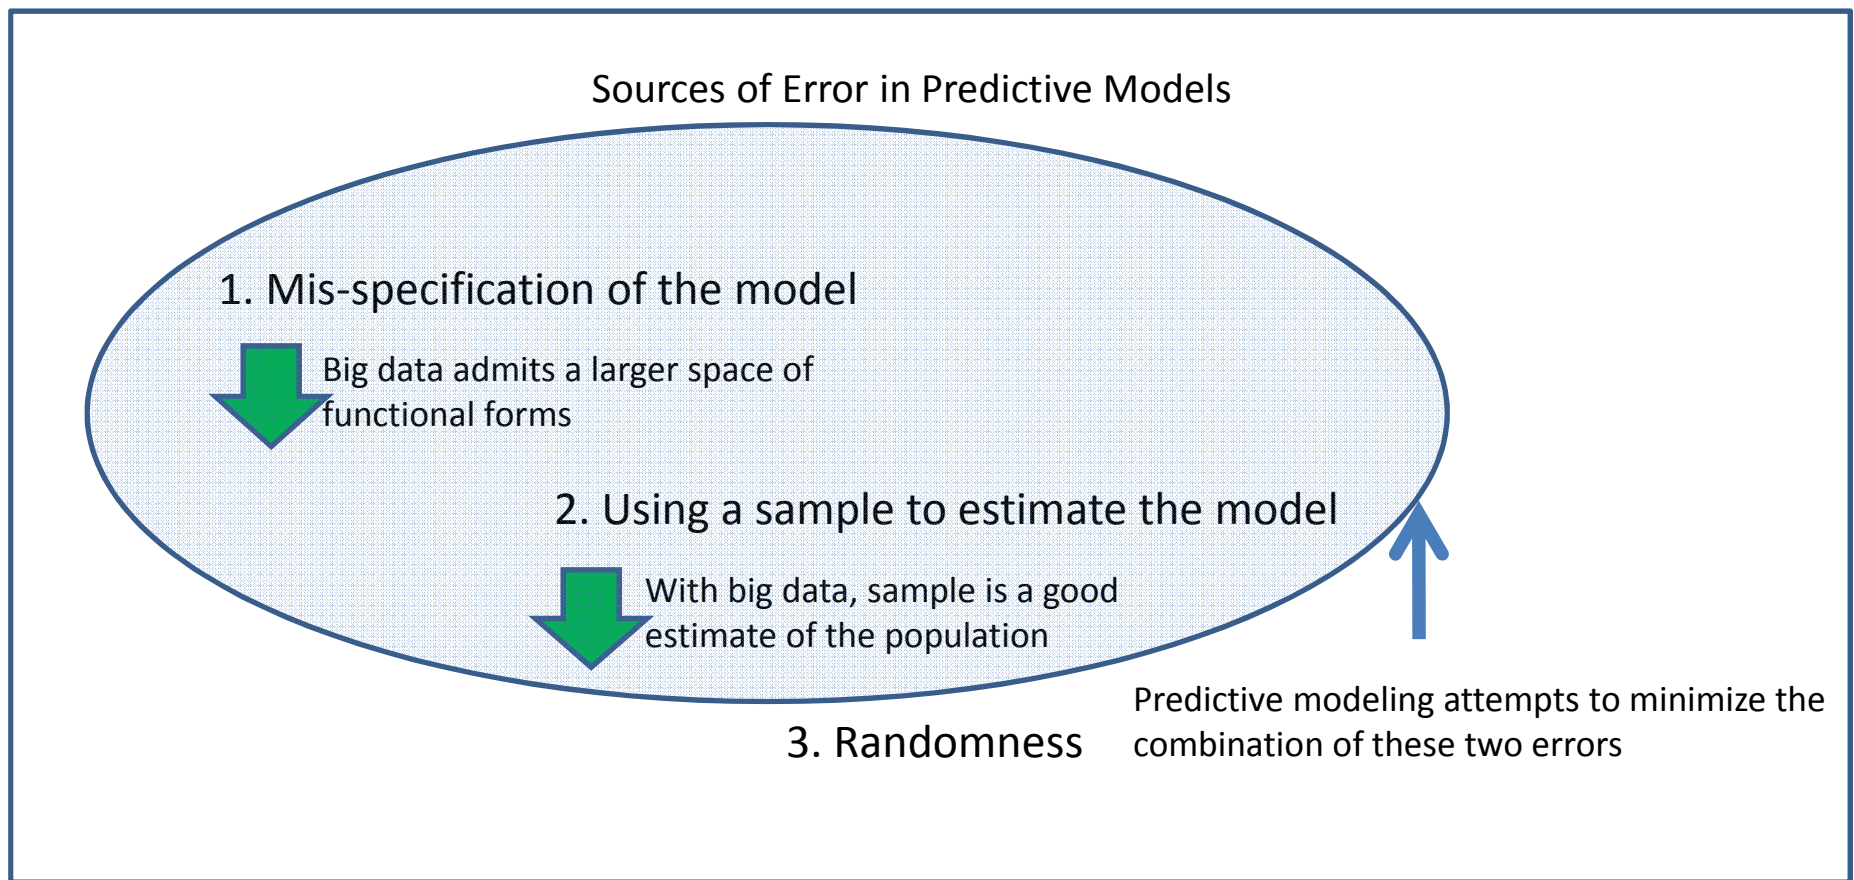 Sources of Error in Predictive Models
1. Mis-specification of the model
Big data admits a larger space of
functional forms
2. Using a sample to estimate the model
With big data, sample is a good
estimate of the population
3. Randomness
Predictive modeling attempts to minimize the
combination of these two errors